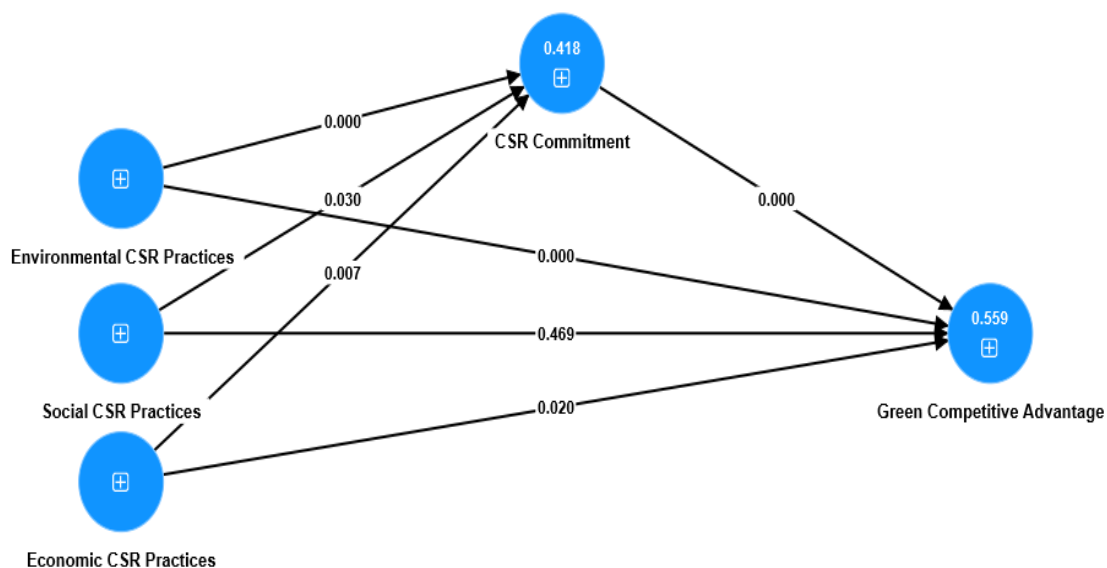 0.418
CSR Commitment
0.000
0.030
0.000
Environmental CSR Practices
0.000
0.007
0.559
0.469
Social CSR Practices
0.020
Green Competitive Advantage
Economic CSR Practices